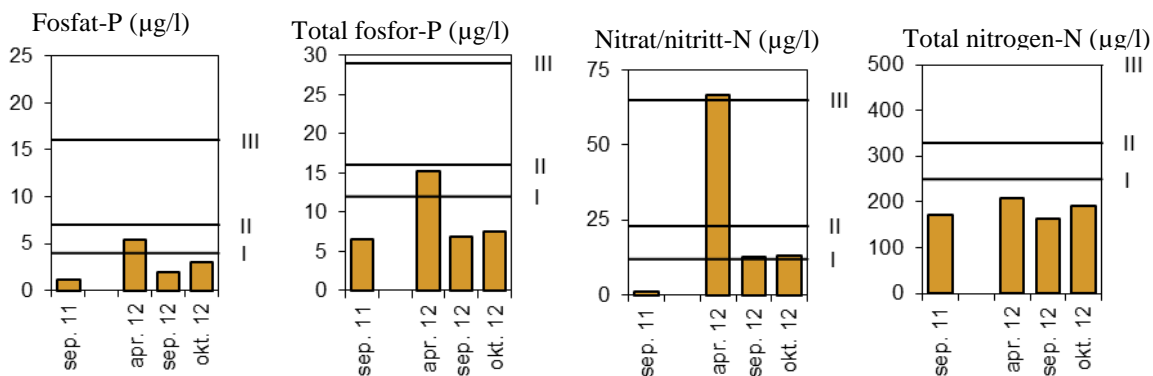 Fosfat-P (µg/l)
25
20
15
10
5
0
III
II
I
sep. 11
apr. 12
sep. 12
okt. 12
Total fosfor-P (µg/l)
30
25
20
15
10
5
0
III
II
I
sep. 11
apr. 12
sep. 12
okt. 12
Nitrat/nitritt-N (µg/l)
75
50
25
0
III
II
I
sep. 11
apr. 12
sep. 12
okt. 12
Total nitrogen-N (µg/l)
500
400
300
200
100
0
III
II
I
sep. 11
apr. 12
sep. 12
okt. 12